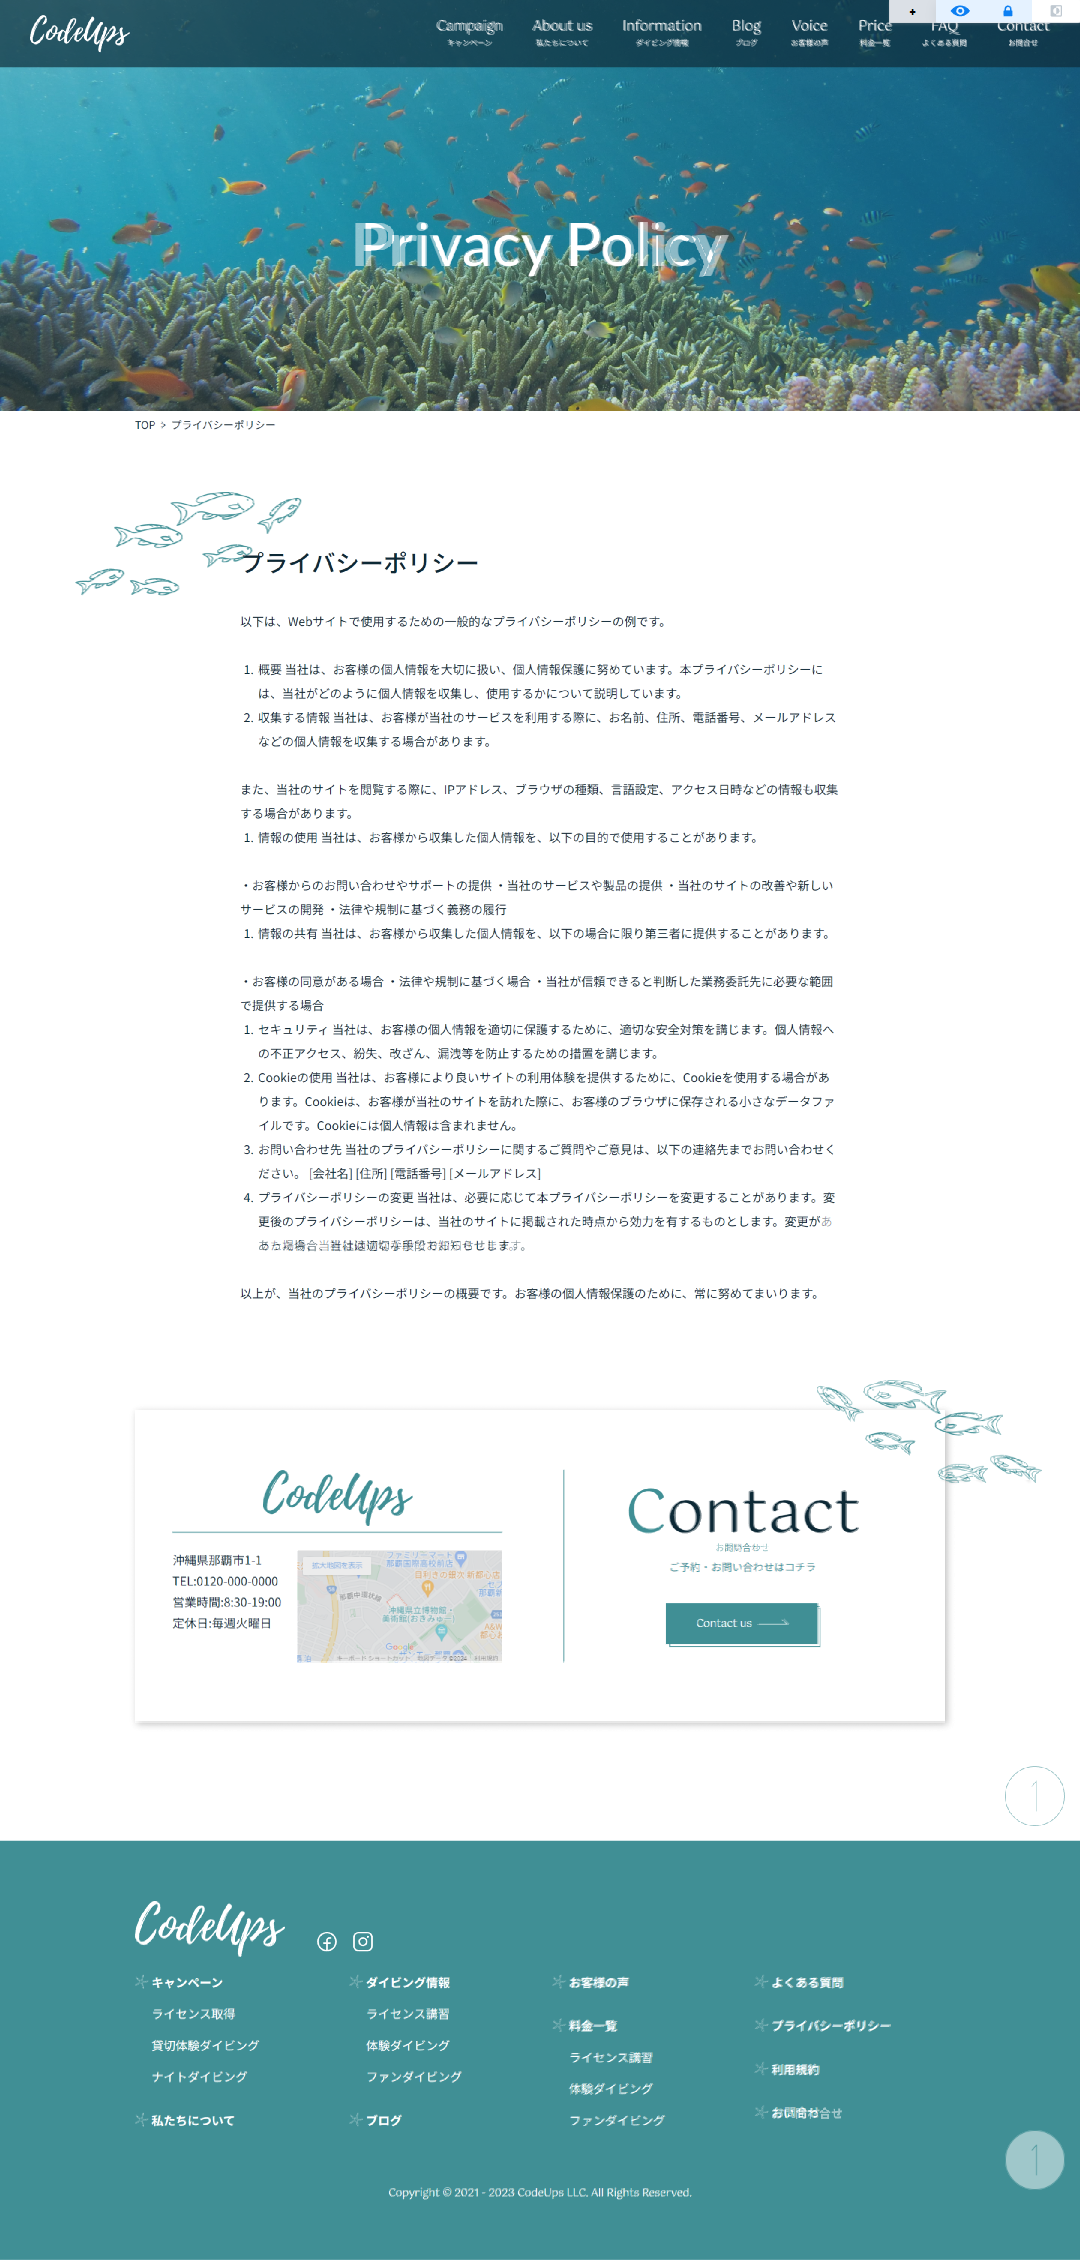 CodeUps
Campaign About us Information Blog Voice Price FAQ Contact
キャンペーン 私たちについて ダイビング情報 ブログ お客様の声 料金一覧 よくある質問 お問合せ
Privacy Policy
TOP > プライバシーポリシー
プライバシーポリシー
以下は、Webサイトで使用するための一般的なプライバシーポリシーの例です。
1. 概要 当社は、お客様の個人情報を大切に扱い、個人情報保護に努めています。本プライバシーポリシーに
は、当社がどのように個人情報を収集し、使用するかについて説明しています。
2. 収集する情報 当社は、お客様が当社のサービスを利用する際に、お名前、住所、電話番号、メールアドレス
などの個人情報を収集する場合があります。
また、当社のサイトを閲覧する際に、IPアドレス、ブラウザの種類、言語設定、アクセス日時などの情報も収集
する場合があります。
1. 情報の使用 当社は、お客様から収集した個人情報を、以下の目的で使用することがあります。
・お客様からのお問い合わせやサポートの提供 ・当社のサービスや製品の提供 ・当社のサイトの改善や新しい
サービスの開発 ・法律や規制に基づく義務の履行
1. 情報の共有 当社は、お客様から収集した個人情報を、以下の場合に限り第三者に提供することがあります。
・お客様の同意がある場合 ・法律や規制に基づく場合 ・当社が信頼できると判断した業務委託先に必要な範囲
で提供する場合
1. セキュリティ 当社は、お客様の個人情報を適切に保護するために、適切な安全対策を講じます。個人情報へ
の不正アクセス、紛失、改ざん、漏洩等を防止するための措置を講じます。
2. Cookieの使用 当社は、お客様により良いサイトの利用体験を提供するために、Cookieを使用する場合があ
ります。Cookieは、お客様が当社のサイトを訪れた際に、お客様のブラウザに保存される小さなデータファ
イルです。Cookieには個人情報は含まれません。
3. お問い合わせ先 当社のプライバシーポリシーに関するご質問やご意見は、以下の連絡先までお問い合わせく
ださい。 [会社名] [住所] [電話番号] [メールアドレス]
4. プライバシーポリシーの変更 当社は、必要に応じて本プライバシーポリシーを変更することがあります。変
更後のプライバシーポリシーは、当社のサイトに掲載された時点から効力を有するものとします。変更があ
以上が、当社のプライバシーポリシーの概要です。お客様の個人情報保護のために、常に努めてまいります。
CodeUps
沖縄県那覇市1-1
TEL:0120-000-0000
営業時間:8:30-19:00
定休日:毎週火曜日
拡大地図を表示
ファミリーマート
那覇国際高校前店
目利きの銀次 新都心店
那覇中環状線
沖縄県立博物館・
美術館(おきみゅー)
Google
Contact
お問い合わせ
ご予約・お問い合わせはコチラ
Contact us
CodeUps
キャンペーン
ライセンス取得
貸切体験ダイビング
ナイトダイビング
私たちについて
ダイビング情報
ライセンス講習
体験ダイビング
ファンダイビング
ブログ
お客様の声
料金一覧
ライセンス講習
体験ダイビング
ファンダイビング
よくある質問
プライバシーポリシー
利用規約
Copyright © 2021 - 2023 CodeUps LLC. All Rights Reserved.